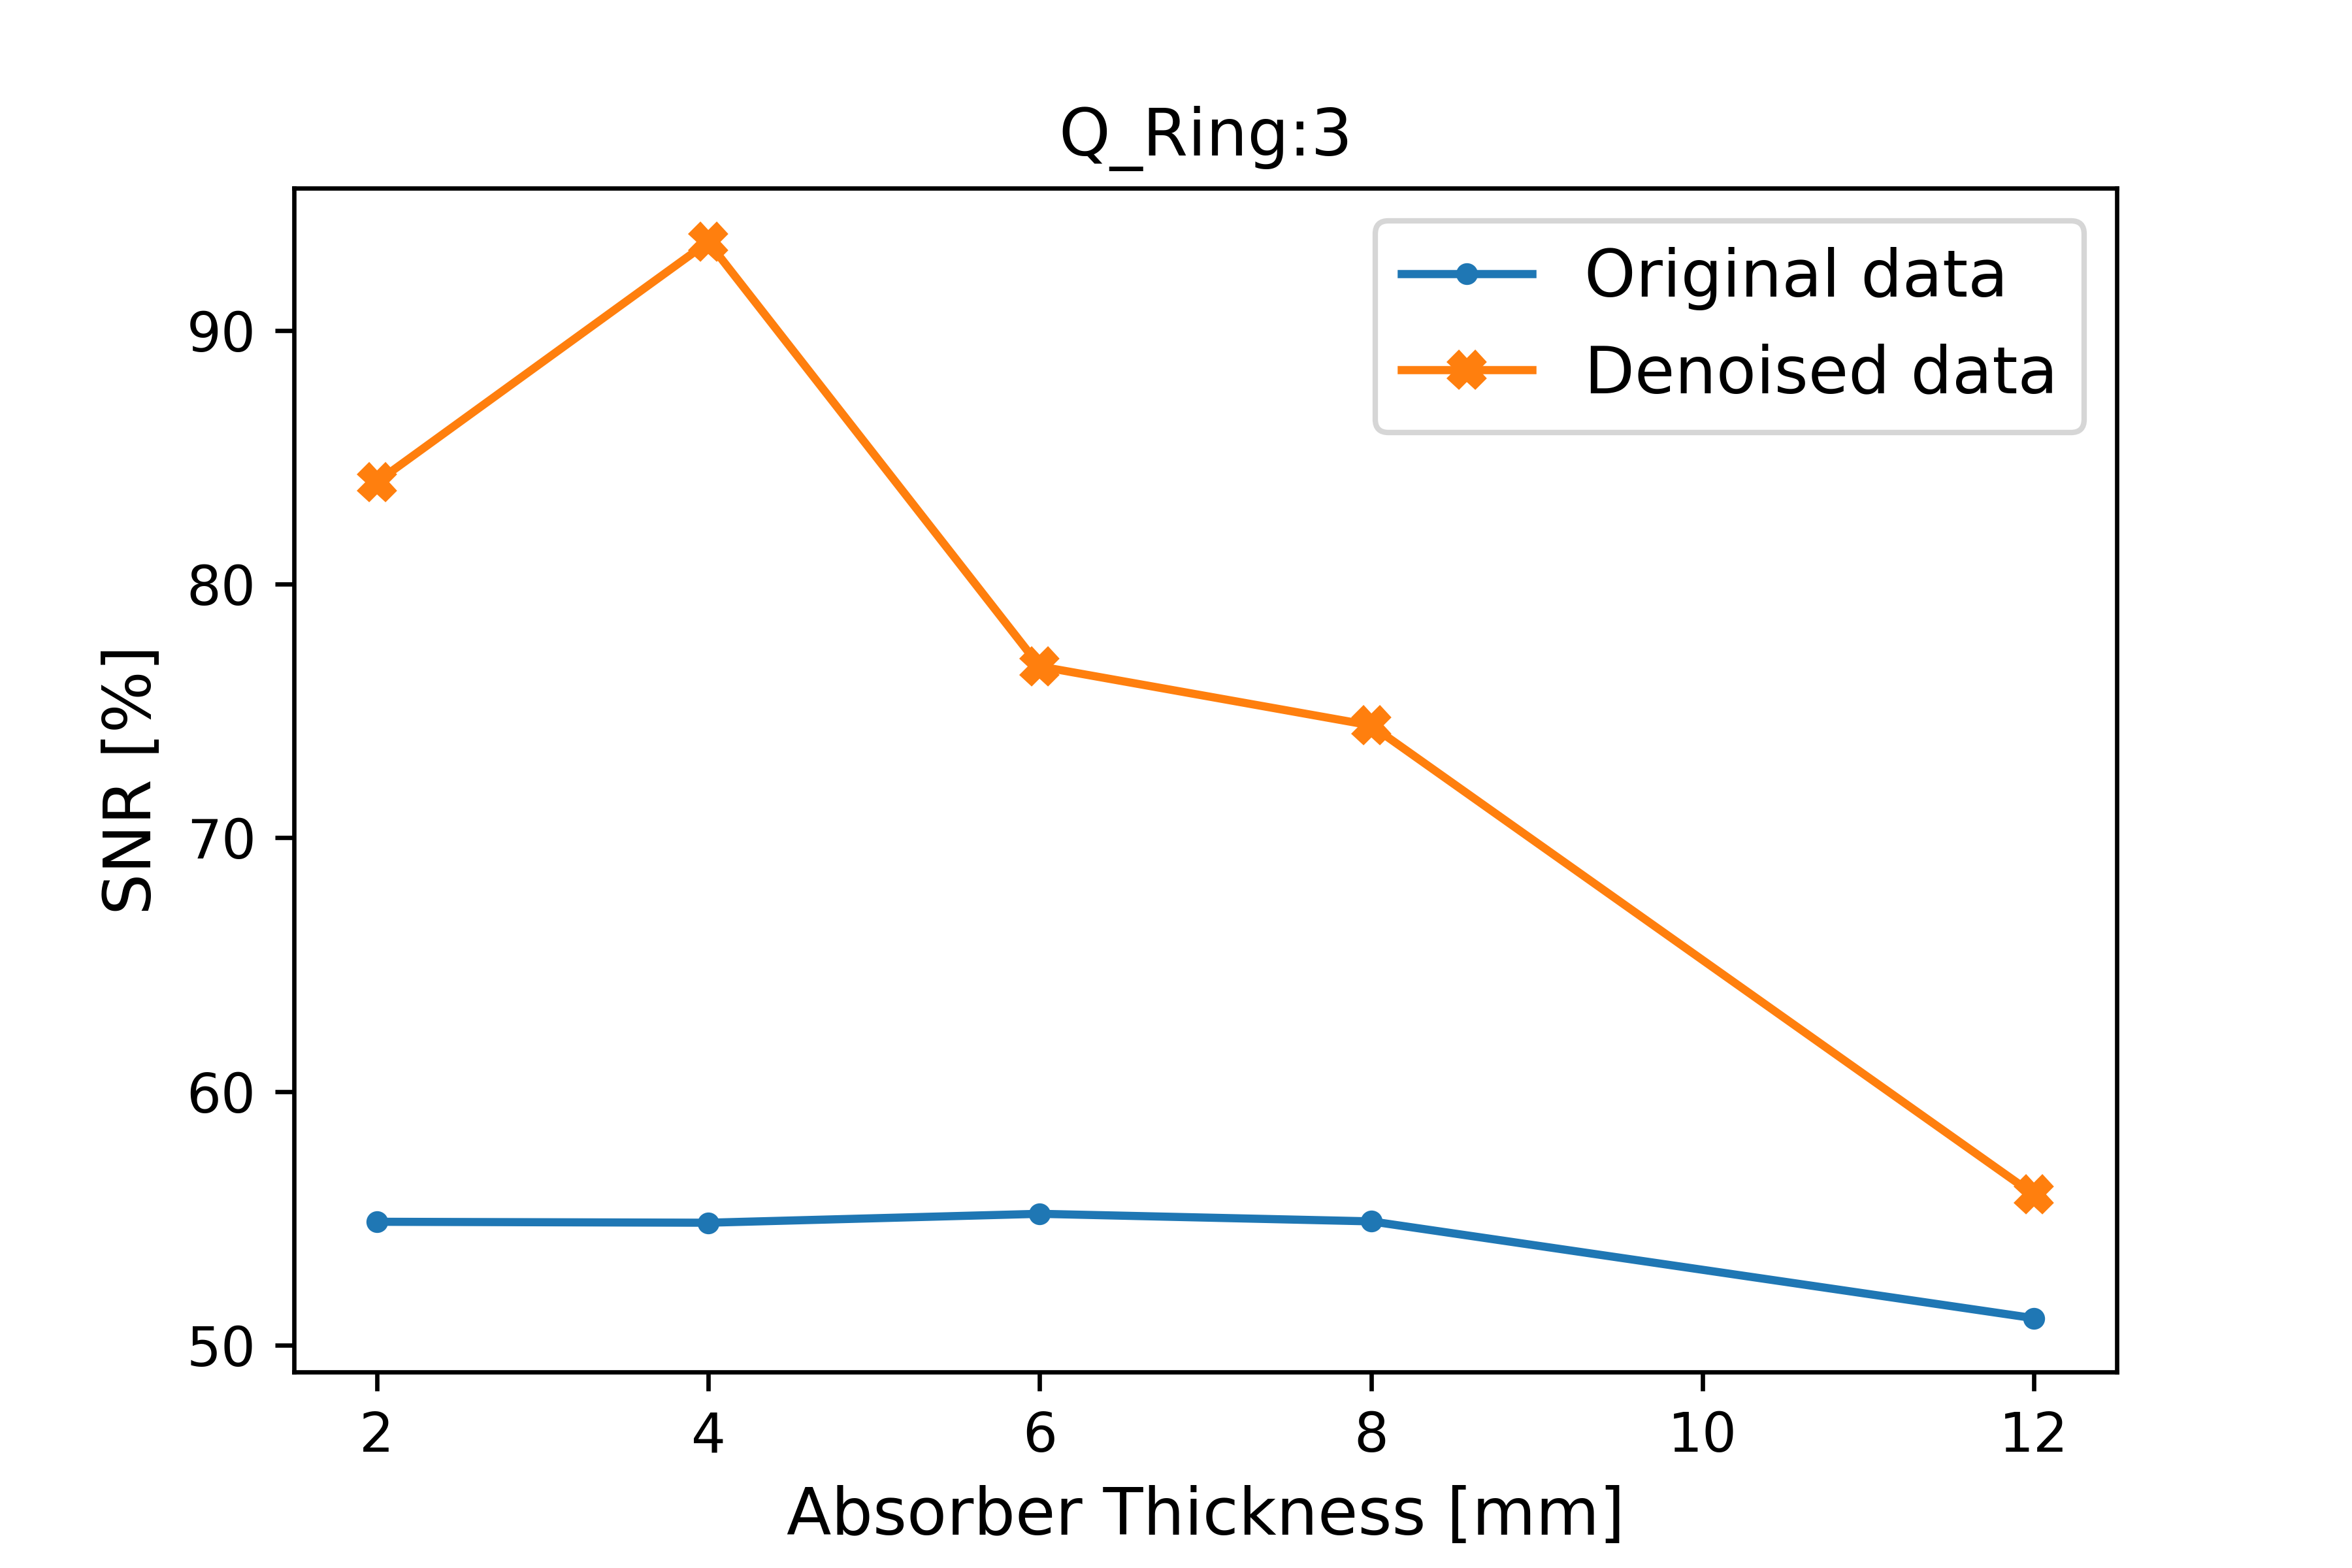 Q_Ring:3
Original data
Denoised data
SNR [%]
90
80
70
60
50
2 4 6 8 10 12
Absorber Thickness [mm]